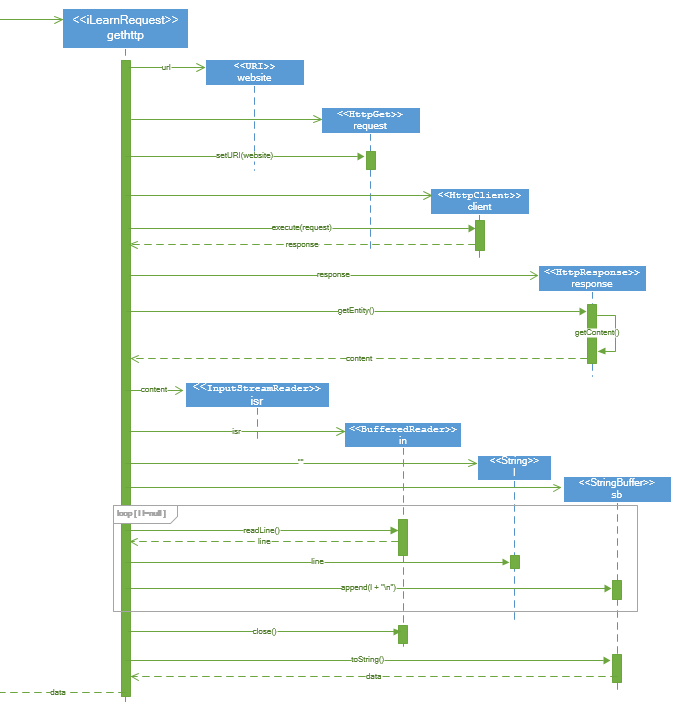 <<iLearnRequest>>
gethttp
url
<<URI>>
website
<<HttpGet>>
request
setURI(website)
<<HttpClient>>
client
execute(request)
response
response
<<HttpResponse>>
response
getEntity()
getContent()
content
content
<<InputStreamReader>>
isr
isr
<<BufferedReader>>
in
""
<<String>>
l
<<StringBuffer>>
sb
loop [ l !=null ]
readLine()
line
line
append(l + "\n")
close()
toString()
data
data